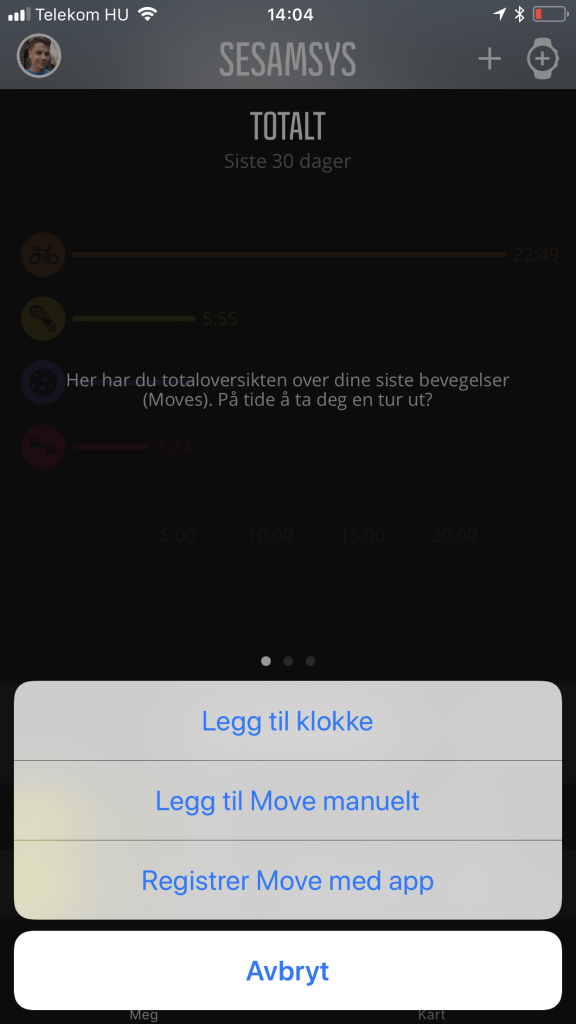 Telekom HU
14:04
SESAMSYS
TOTALT
Siste 30 dager
22:49
5:55
Her har du totaloversikten over dine siste bevegelser
(Moves). På tide å ta deg en tur ut?
3:24
5:00 10:00 15:00 20:00
Legg til klokke
Legg til Move manuelt
Registrer Move med app
Avbryt
Meg Kart